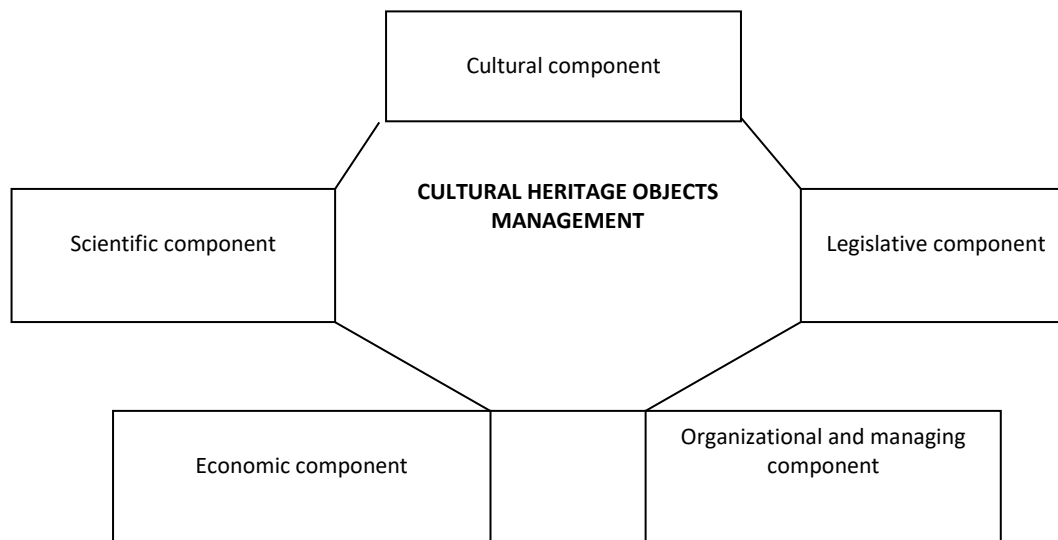 Cultural component
CULTURAL HERITAGE OBJECTS
MANAGEMENT
Scientific component
Legislative component
Economic component
Organizational and managing
component